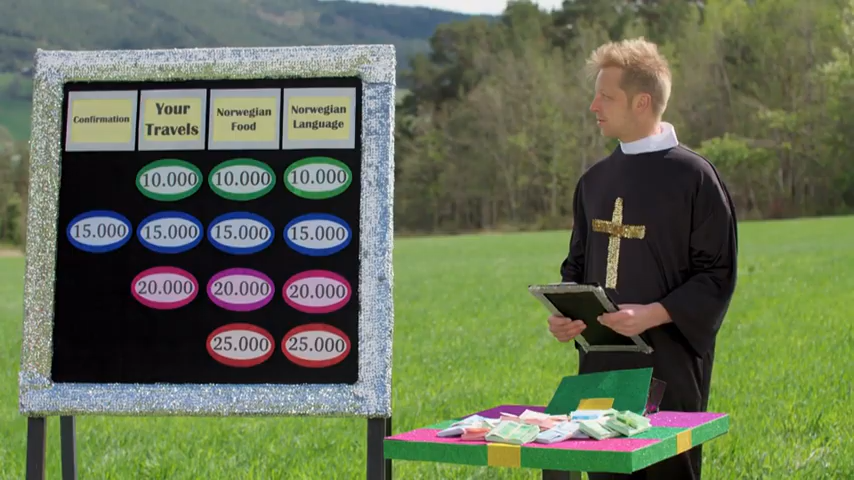 Confirmation
Your
Travels
Norwegian
Food
Norwegian
Language
10.000 10.000 10.000
15.000 15.000 15.000 15.000
20.000 20.000 20.000
25.000 25.000